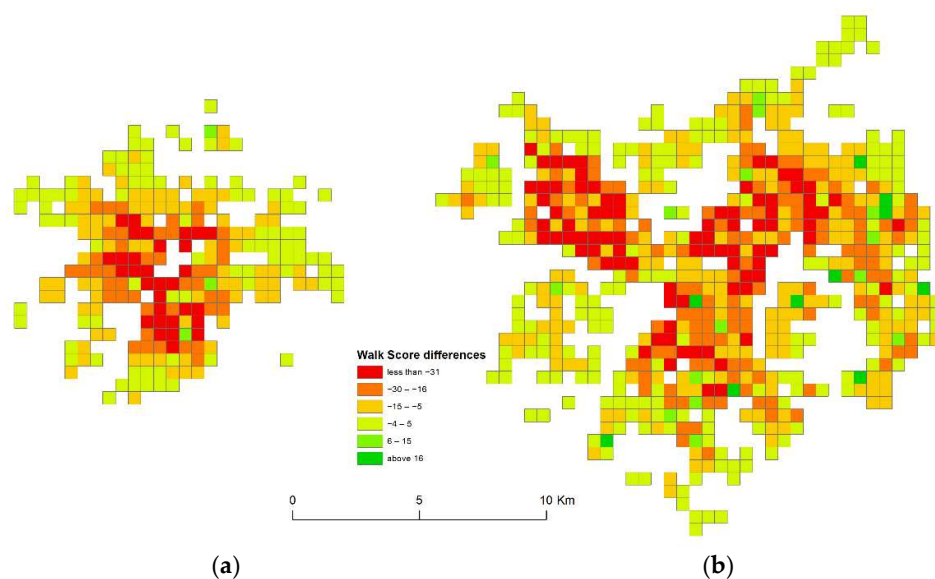 Walk Score differences
less than −31
−30 – −16
−15 – −5
−4 – 5
6 – 15
above 16
0 5 10 Km
(a) (b)